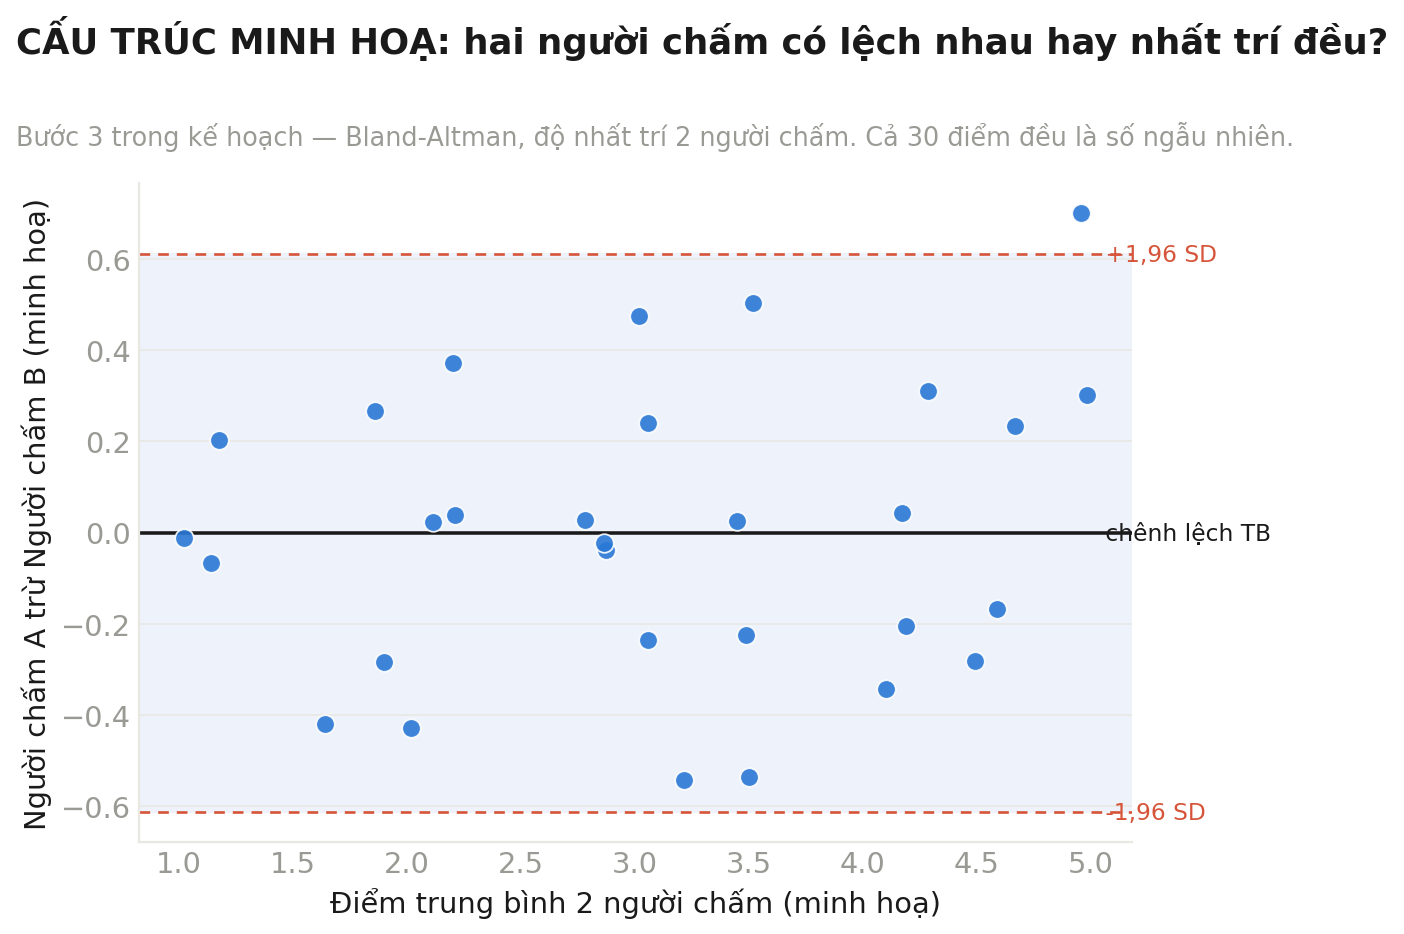 CẤU TRÚC MINH HOẠ: hai người chấm có lệch nhau hay nhất trí đều?
Bước 3 trong kế hoạch — Bland-Altman, độ nhất trí 2 người chấm. Cả 30 điểm đều là số ngẫu nhiên.
Người chấm A trừ Người chấm B (minh hoạ)
0.6
0.4
0.2
0.0
−0.2
−0.4
−0.6
+1,96 SD
chênh lệch TB
-1,96 SD
1.0 1.5 2.0 2.5 3.0 3.5 4.0 4.5 5.0
Điểm trung bình 2 người chấm (minh hoạ)